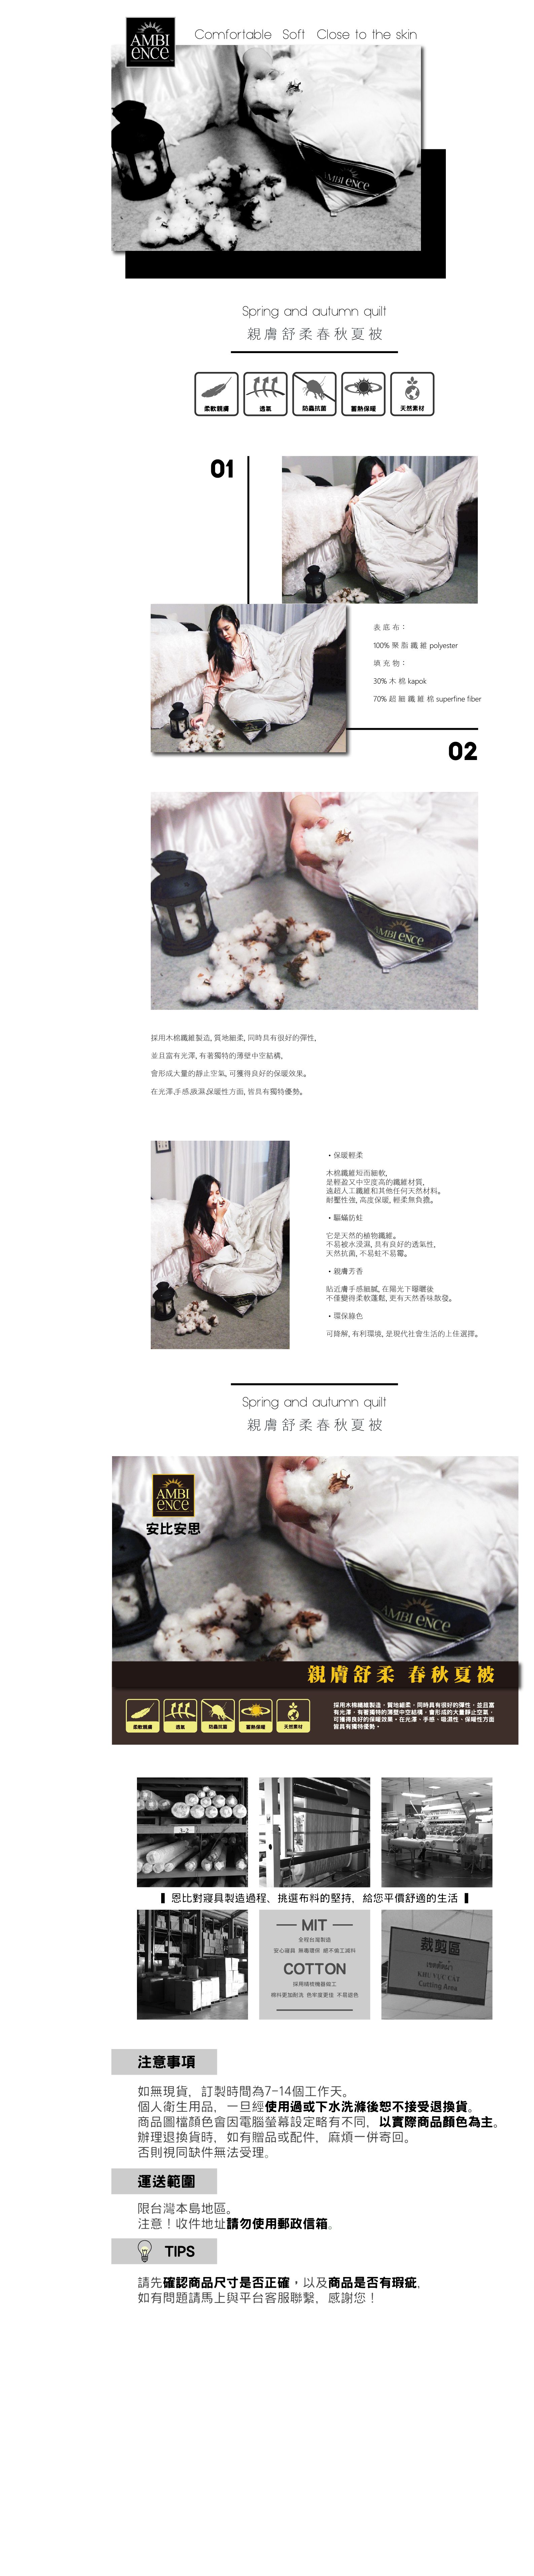 AMBI
ENCE
Comfortable Soft Close to the skin
AMBI ENCE
Spring and autumn quilt
親膚舒柔春秋夏被
柔軟親膚
透氣
防蟲抗菌
蓄熱保暖
天然素材
01
表底布：
100% 聚脂纖維 polyester
填充物：
30% 木棉 kapok
70% 超細纖維棉 superfine fiber
02
AMBI ENCE
採用木棉纖維製造, 質地細柔, 同時具有很好的彈性,
並且富有光澤, 有著獨特的薄壁中空結構,
會形成大量的靜止空氣, 可獲得良好的保暖效果。
在光澤,手感,吸濕,保暖性方面, 皆具有獨特優勢。
・保暖輕柔
木棉纖維短而細軟,
是輕盈又中空度高的纖維材質,
遠超人工纖維和其他任何天然材料。
耐壓性強, 高度保暖, 輕柔無負擔。
・驅蟎防蛀
它是天然的植物纖維。
不易被水浸濕, 具有良好的透氣性,
天然抗菌, 不易蛀不易霉。
・親膚芳香
貼近膚手感細膩, 在陽光下曝曬後
不僅變得柔軟蓬鬆, 更有天然香味散發。
・環保綠色
可降解, 有利環境, 是現代社會生活的上佳選擇。
Spring and autumn quilt
親膚舒柔春秋夏被
AMBI
ENCE
安比安思
AMBI ENCE
親膚舒柔 春秋夏被
柔軟親膚
透氣
防蟲抗菌
蓄熱保暖
天然素材
採用木棉纖維製造，質地細柔，同時具有很好的彈性，並且富
有光澤，有著獨特的薄壁中空結構，會形成的大量靜止空氣，
可獲得良好的保暖效果。在光澤、手感、吸濕性、保暖性方面
皆具有獨特優勢。
恩比對寢具製造過程、挑選布料的堅持，給您平價舒適的生活
MIT
全程台灣製造
安心寢具 無毒環保 絕不偷工減料
COTTON
採用精梳機器織工
棉料更加耐洗 色牢度更佳 不易退色
裁剪區
KHU VỰC CẮT
Cutting Area
注意事項
如無現貨，訂製時間為7-14個工作天。
個人衛生用品，一旦經使用過或下水洗滌後恕不接受退換貨。
商品圖檔顏色會因電腦螢幕設定略有不同，以實際商品顏色為主。
辦理退換貨時，如有贈品或配件，麻煩一併寄回。
否則視同缺件無法受理。
運送範圍
限台灣本島地區。
注意！收件地址請勿使用郵政信箱。
TIPS
請先確認商品尺寸是否正確，以及商品是否有瑕疵，
如有問題請馬上與平台客服聯繫，感謝您！